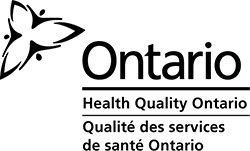 Ontario
Health Quality Ontario
Qualité des services
de santé Ontario